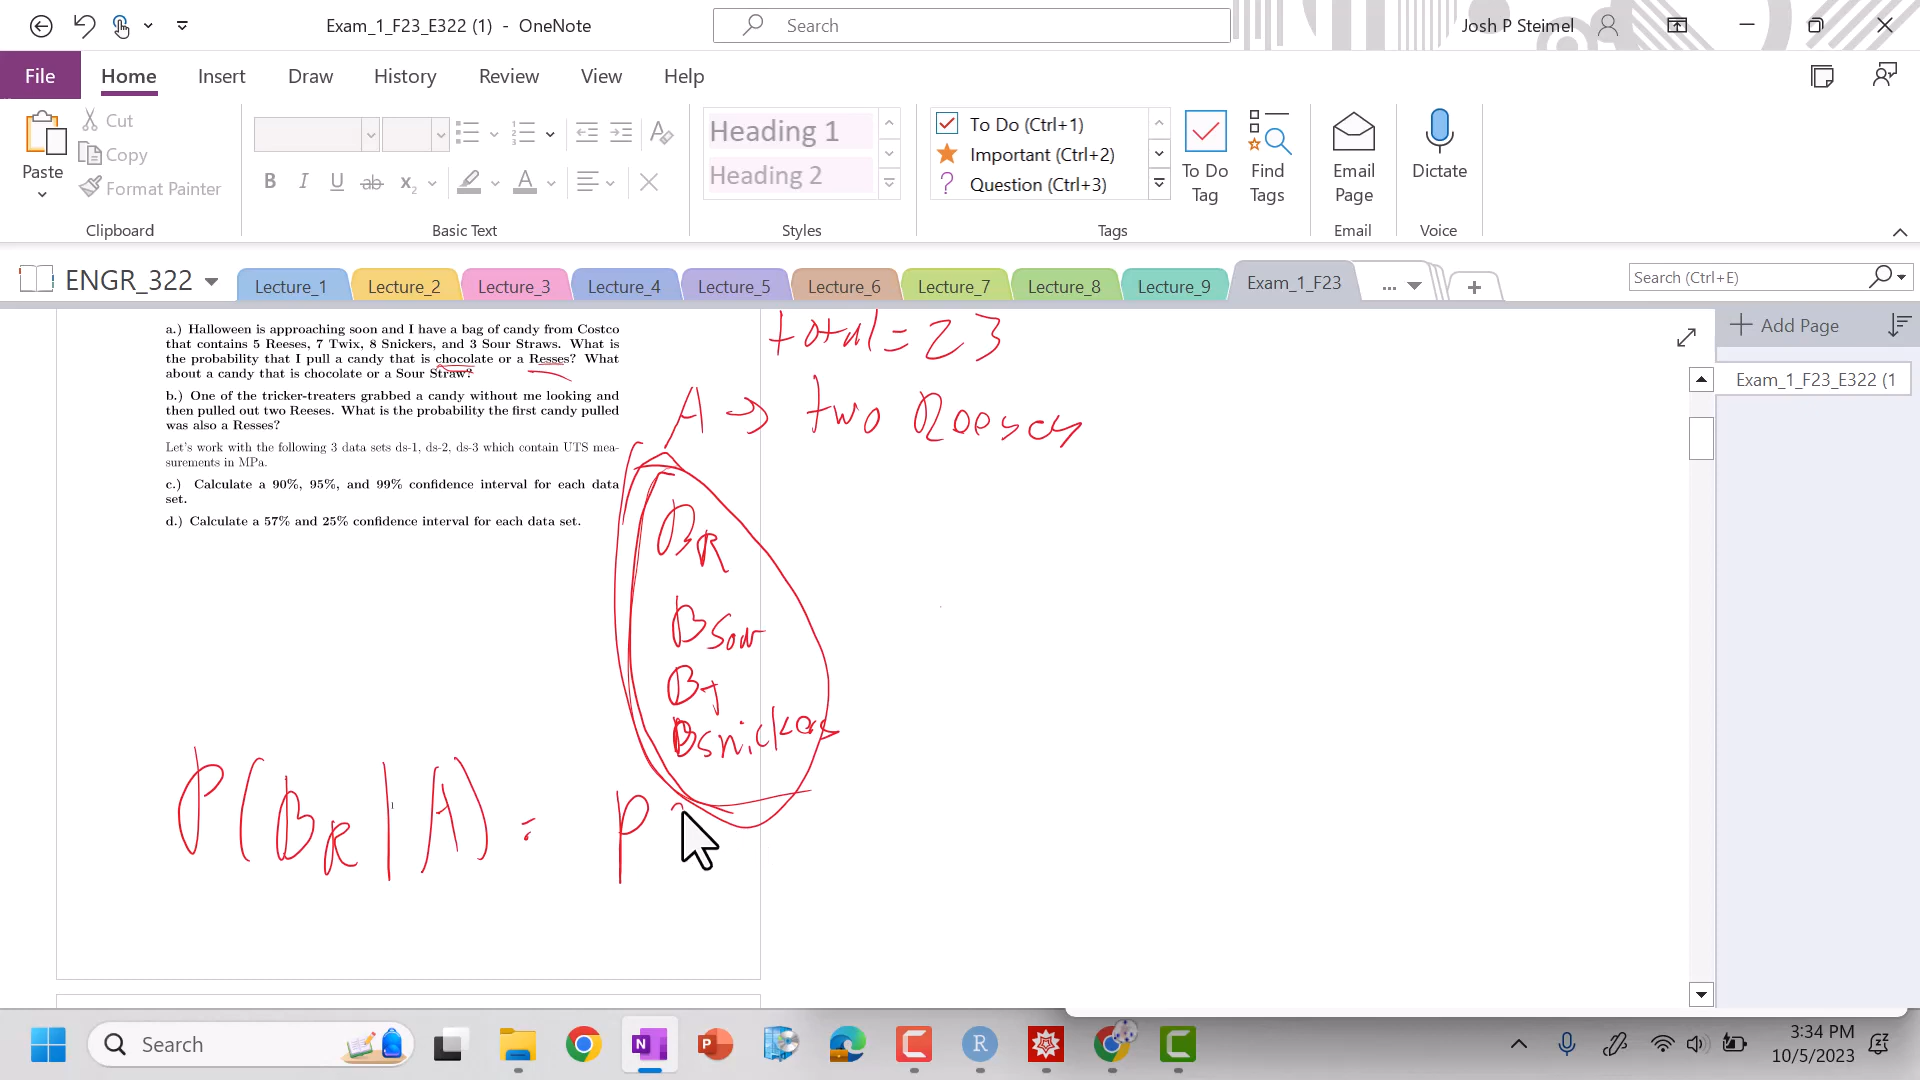 Exam_1_F23_E322 (1) - OneNote
Search
Josh P Steimel
File
Home
Insert
Draw
History
Review
View
Help
Paste
Cut
Copy
Format Painter
Clipboard
B I U ab x₂ A
Basic Text
Heading 1
Heading 2
Styles
To Do (Ctrl+1)
Important (Ctrl+2)
? Question (Ctrl+3)
To Do Tag
Find Tags
Tags
Email Page
Email
Dictate
Voice
ENGR_322
Lecture_1
Lecture_2
Lecture_3
Lecture_4
Lecture_5
Lecture_6
Lecture_7
Lecture_8
Lecture_9
Exam_1_F23
...
+
Search (Ctrl+E)
Add Page
Exam_1_F23_E322 (1
a.) Halloween is approaching soon and I have a bag of candy from Costco
that contains 5 Reeses, 7 Twix, 8 Snickers, and 3 Sour Straws. What is
the probability that I pull a candy that is chocolate or a Resses? What
about a candy that is chocolate or a Sour Straw?
b.) One of the tricker-treaters grabbed a candy without me looking and
then pulled out two Reeses. What is the probability the first candy pulled
was also a Resses?
Let's work with the following 3 data sets ds-1, ds-2, ds-3 which contain UTS mea-
surements in MPa.
c.) Calculate a 90%, 95%, and 99% confidence interval for each data
set.
d.) Calculate a 57% and 25% confidence interval for each data set.
total = 23
A → two Reeses
B_R
B_Sour
B_T
B_Snickers
P(B_R | A) = P
Search
3:34 PM
10/5/2023